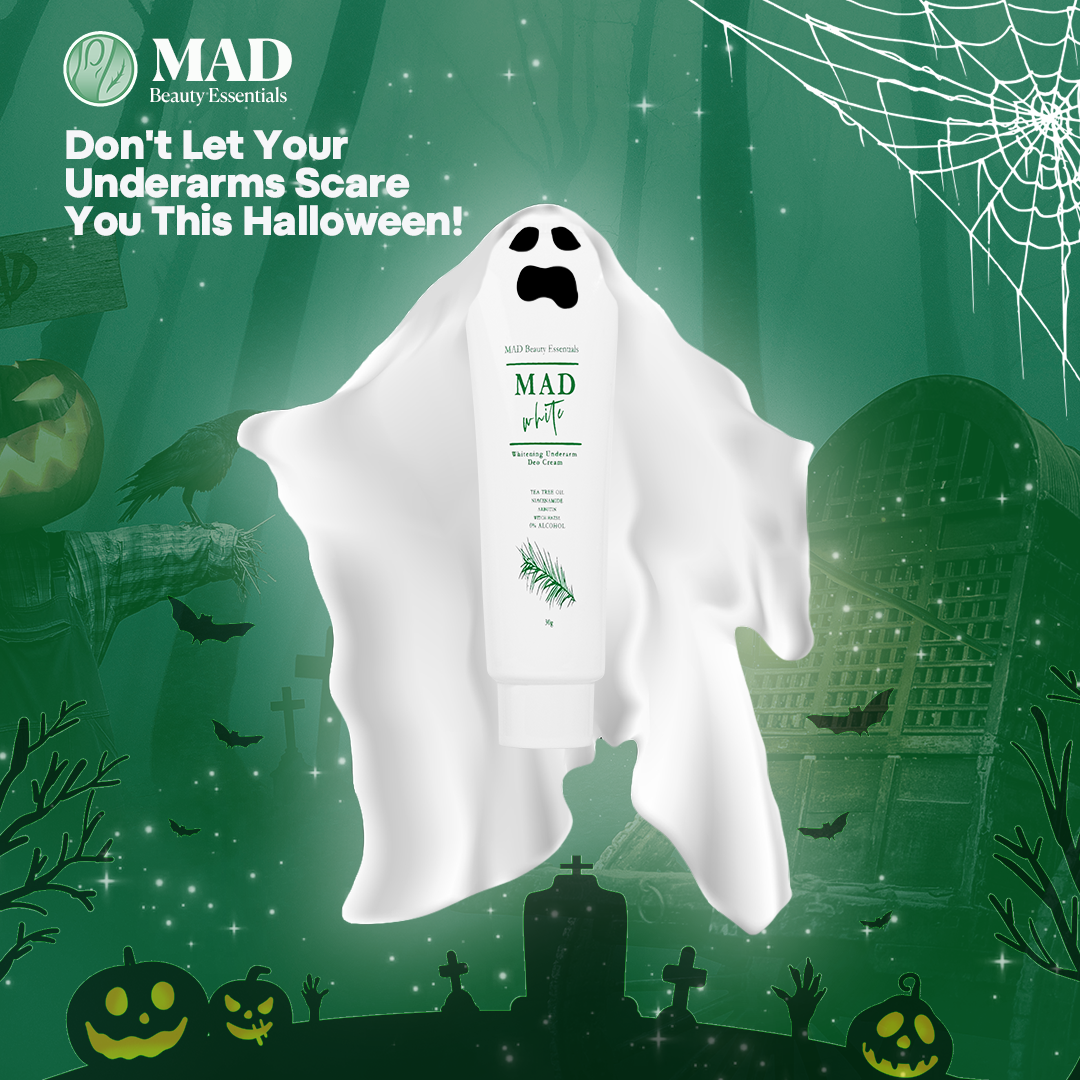 MAD
Beauty Essentials
Don't Let Your
Underarms Scare
You This Halloween!
MAD Beauty Essentials
MAD
white
Whitening Underarm
Deo Cream
TEA TREE OIL
NIACINAMIDE
ARBUTIN
WITCH HAZEL
0% ALCOHOL
30g